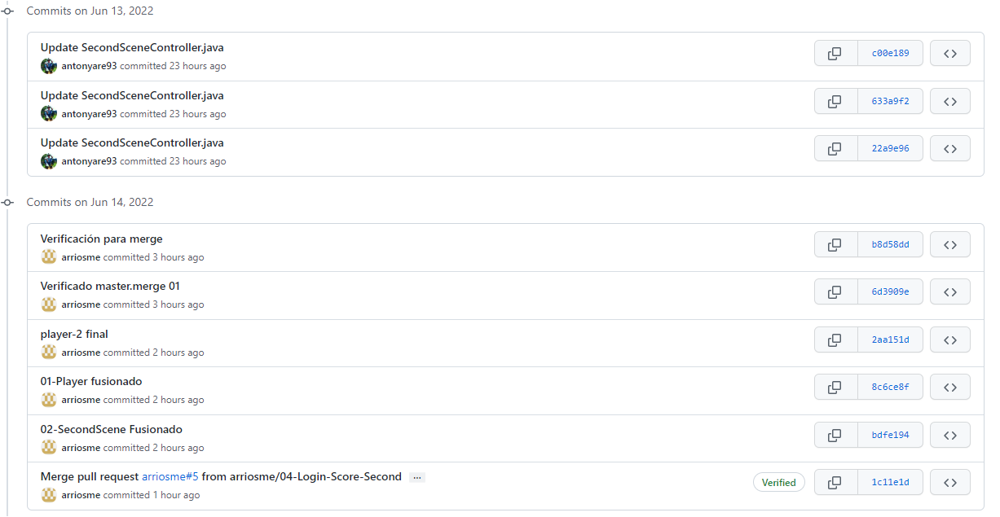 Commits on Jun 13, 2022
Update SecondSceneController.java
c00e189
antonyare93 committed 23 hours ago
Update SecondSceneController.java
633a9f2
antonyare93 committed 23 hours ago
Update SecondSceneController.java
22a9e96
antonyare93 committed 23 hours ago
Commits on Jun 14, 2022
Verificación para merge
b8d58dd
arriosme committed 3 hours ago
Verificado master.merge 01
6d3909e
arriosme committed 3 hours ago
player-2 final
2aa151d
arriosme committed 2 hours ago
01-Player fusionado
8c6ce8f
arriosme committed 2 hours ago
02-SecondScene Fusionado
bdfe194
arriosme committed 2 hours ago
Merge pull request arriosme#5 from arriosme/04-Login-Score-Second ...
Verified 1c11e1d
arriosme committed 1 hour ago